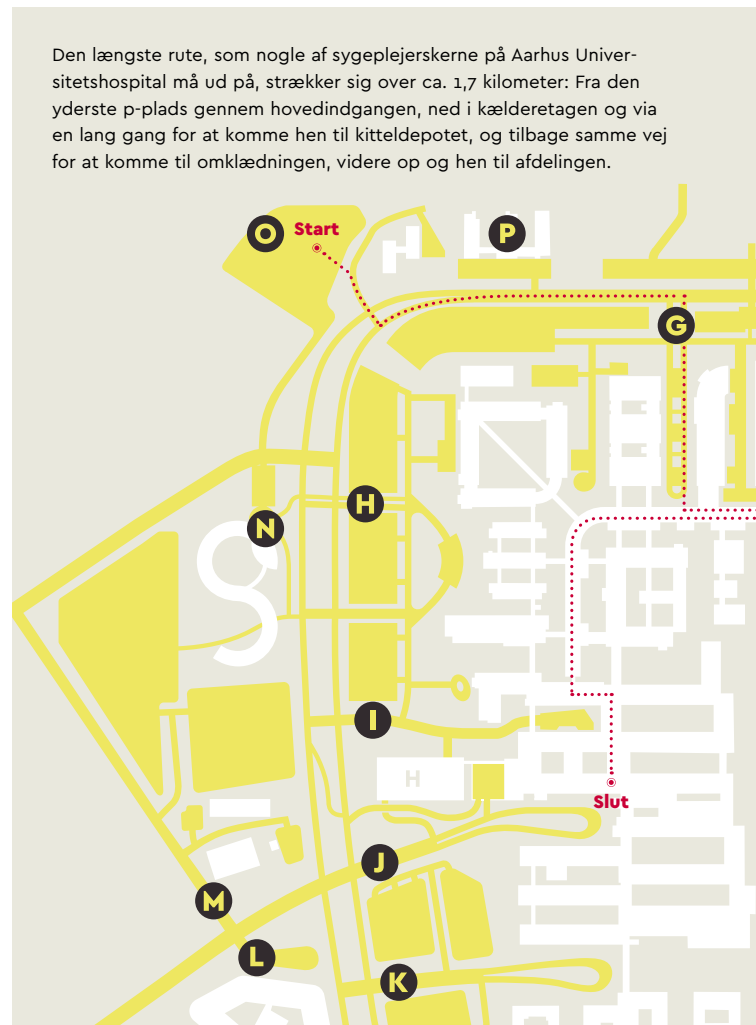 Den længste rute, som nogle af sygeplejerskerne på Aarhus Univer-
sitetshospital må ud på, strækker sig over ca. 1,7 kilometer: Fra den
yderste p-plads gennem hovedindgangen, ned i kælderetagen og via
en lang gang for at komme hen til kitteldepotet, og tilbage samme vej
for at komme til omklædningen, videre op og hen til afdelingen.
O
Start
P
G
H
N
I
H
Slut
J
M
L
K